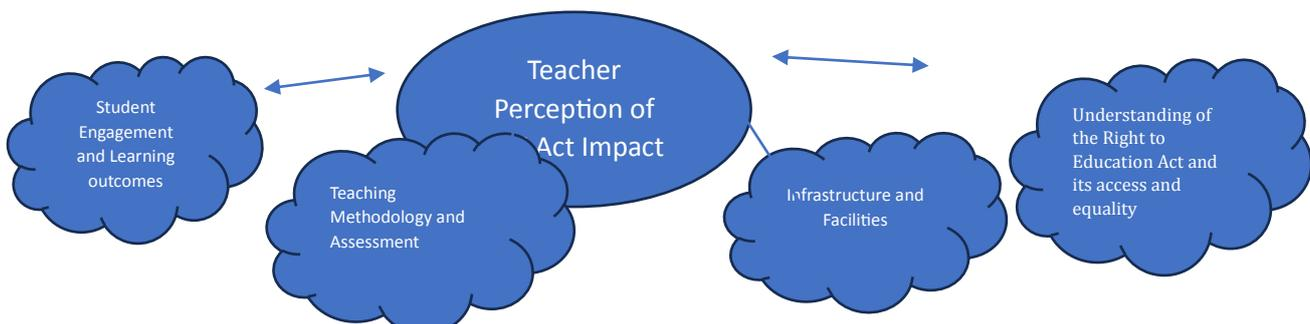 Teacher
Perception of
Act Impact
Student
Engagement
and Learning
outcomes
Teaching
Methodology and
Assessment
Infrastructure and
Facilities
Understanding of
the Right to
Education Act and
its access and
equality